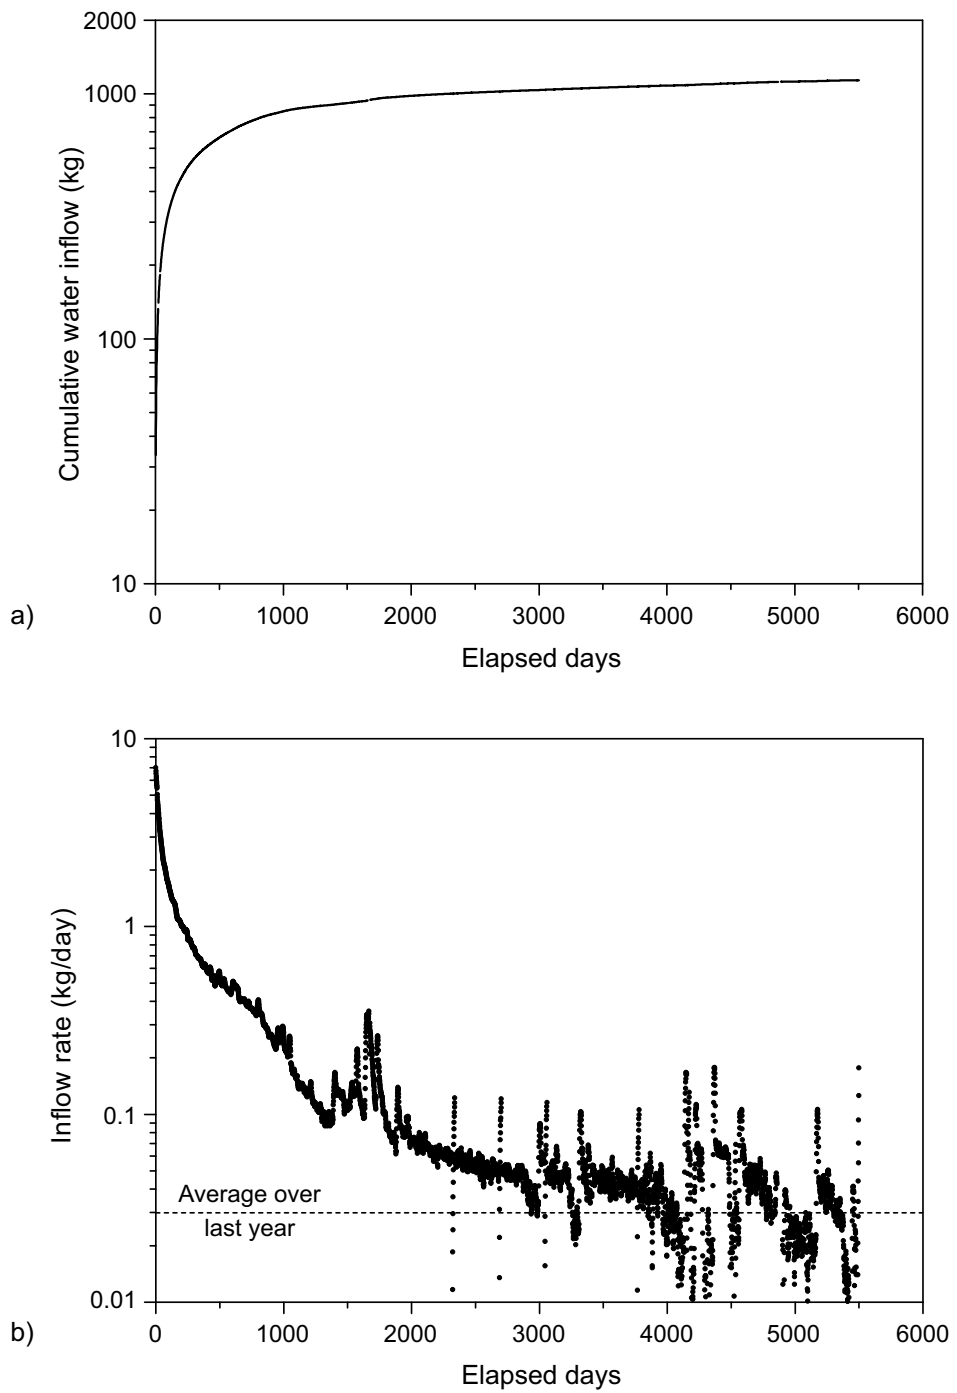 2000
1000
100
10
Cumulative water inflow (kg)
0 1000 2000 3000 4000 5000 6000
a)
Elapsed days
10
1
0.1
0.01
Inflow rate (kg/day)
Average over
last year
0 1000 2000 3000 4000 5000 6000
b)
Elapsed days